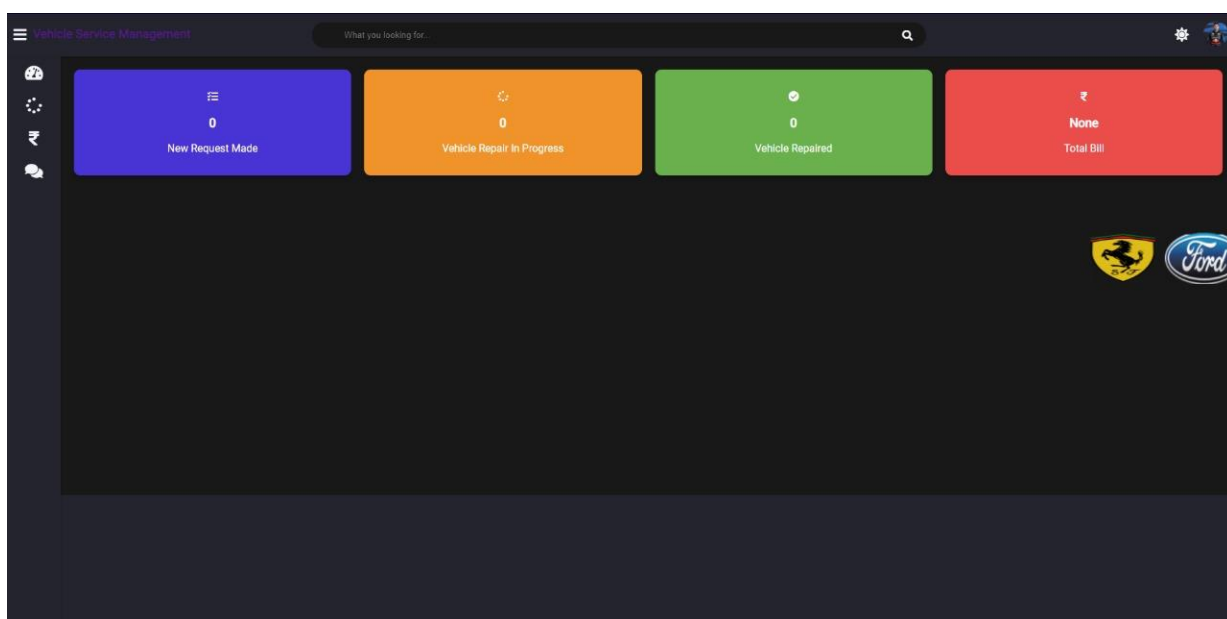 Vehicle Service Management
What you looking for..
0
New Request Made
0
Vehicle Repair In Progress
0
Vehicle Repaired
₹
None
Total Bill
₹
S F
Ford